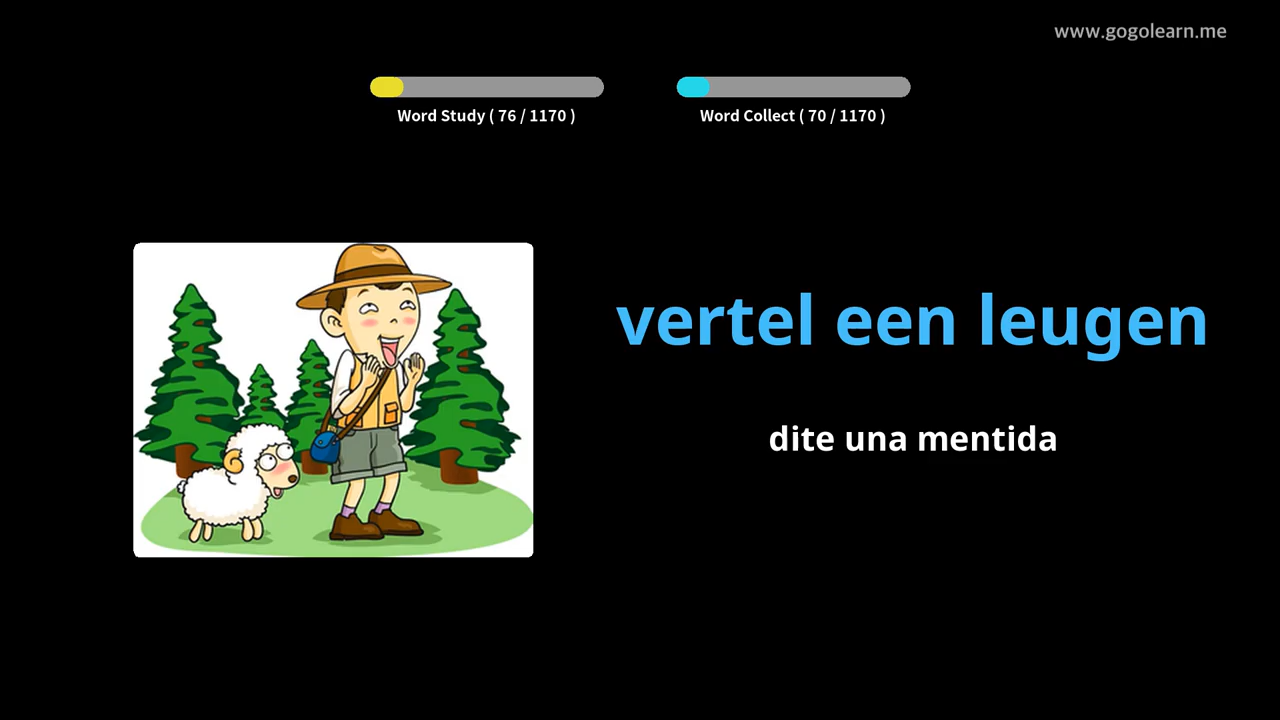 www.gogolearn.me
Word Study ( 76 / 1170 )
Word Collect ( 70 / 1170 )
vertel een leugen
dite una mentida